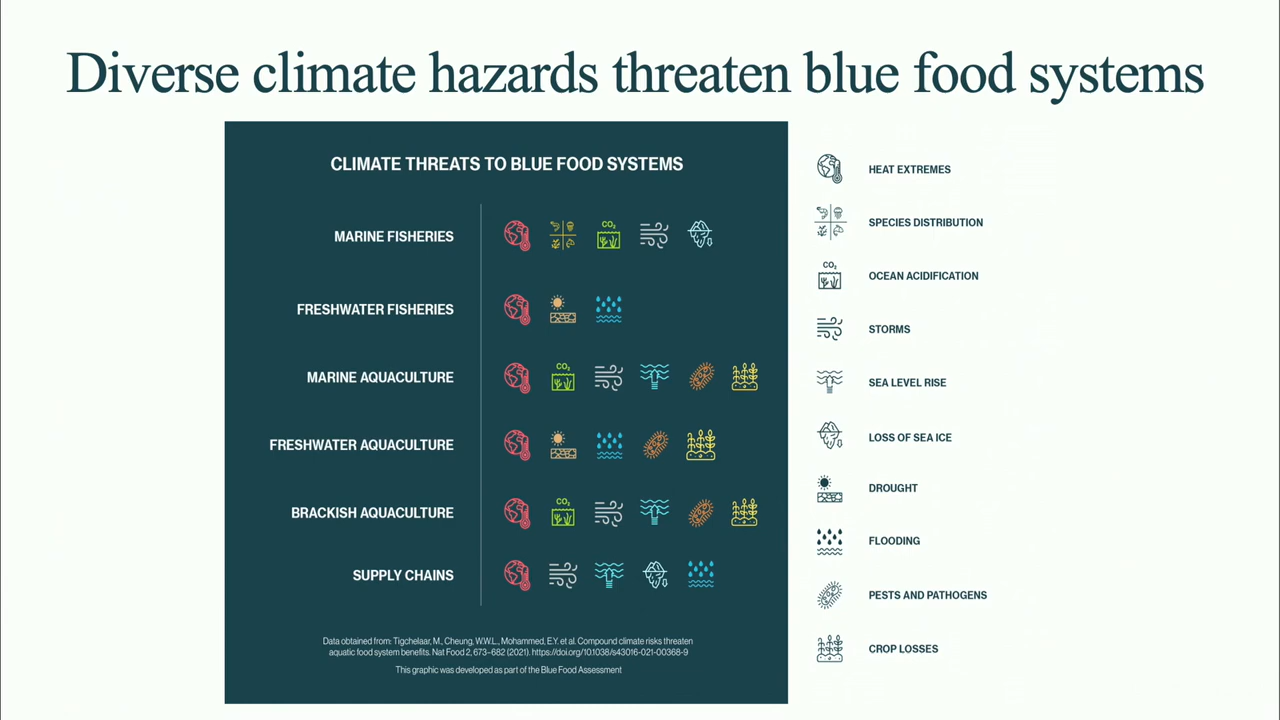 Diverse climate hazards threaten blue food systems
CLIMATE THREATS TO BLUE FOOD SYSTEMS
MARINE FISHERIES
CO₂
FRESHWATER FISHERIES
MARINE AQUACULTURE
CO₂
FRESHWATER AQUACULTURE
BRACKISH AQUACULTURE
CO₂
SUPPLY CHAINS
Data obtained from: Tigchelaar, M., Cheung, W.W.L., Mohammed, E.Y. et al. Compound climate risks threaten
aquatic food system benefits. Nat Food 2, 673–682 (2021). https://doi.org/10.1038/s43016-021-00368-9
This graphic was developed as part of the Blue Food Assessment
HEAT EXTREMES
SPECIES DISTRIBUTION
CO₂
OCEAN ACIDIFICATION
STORMS
SEA LEVEL RISE
LOSS OF SEA ICE
DROUGHT
FLOODING
PESTS AND PATHOGENS
CROP LOSSES